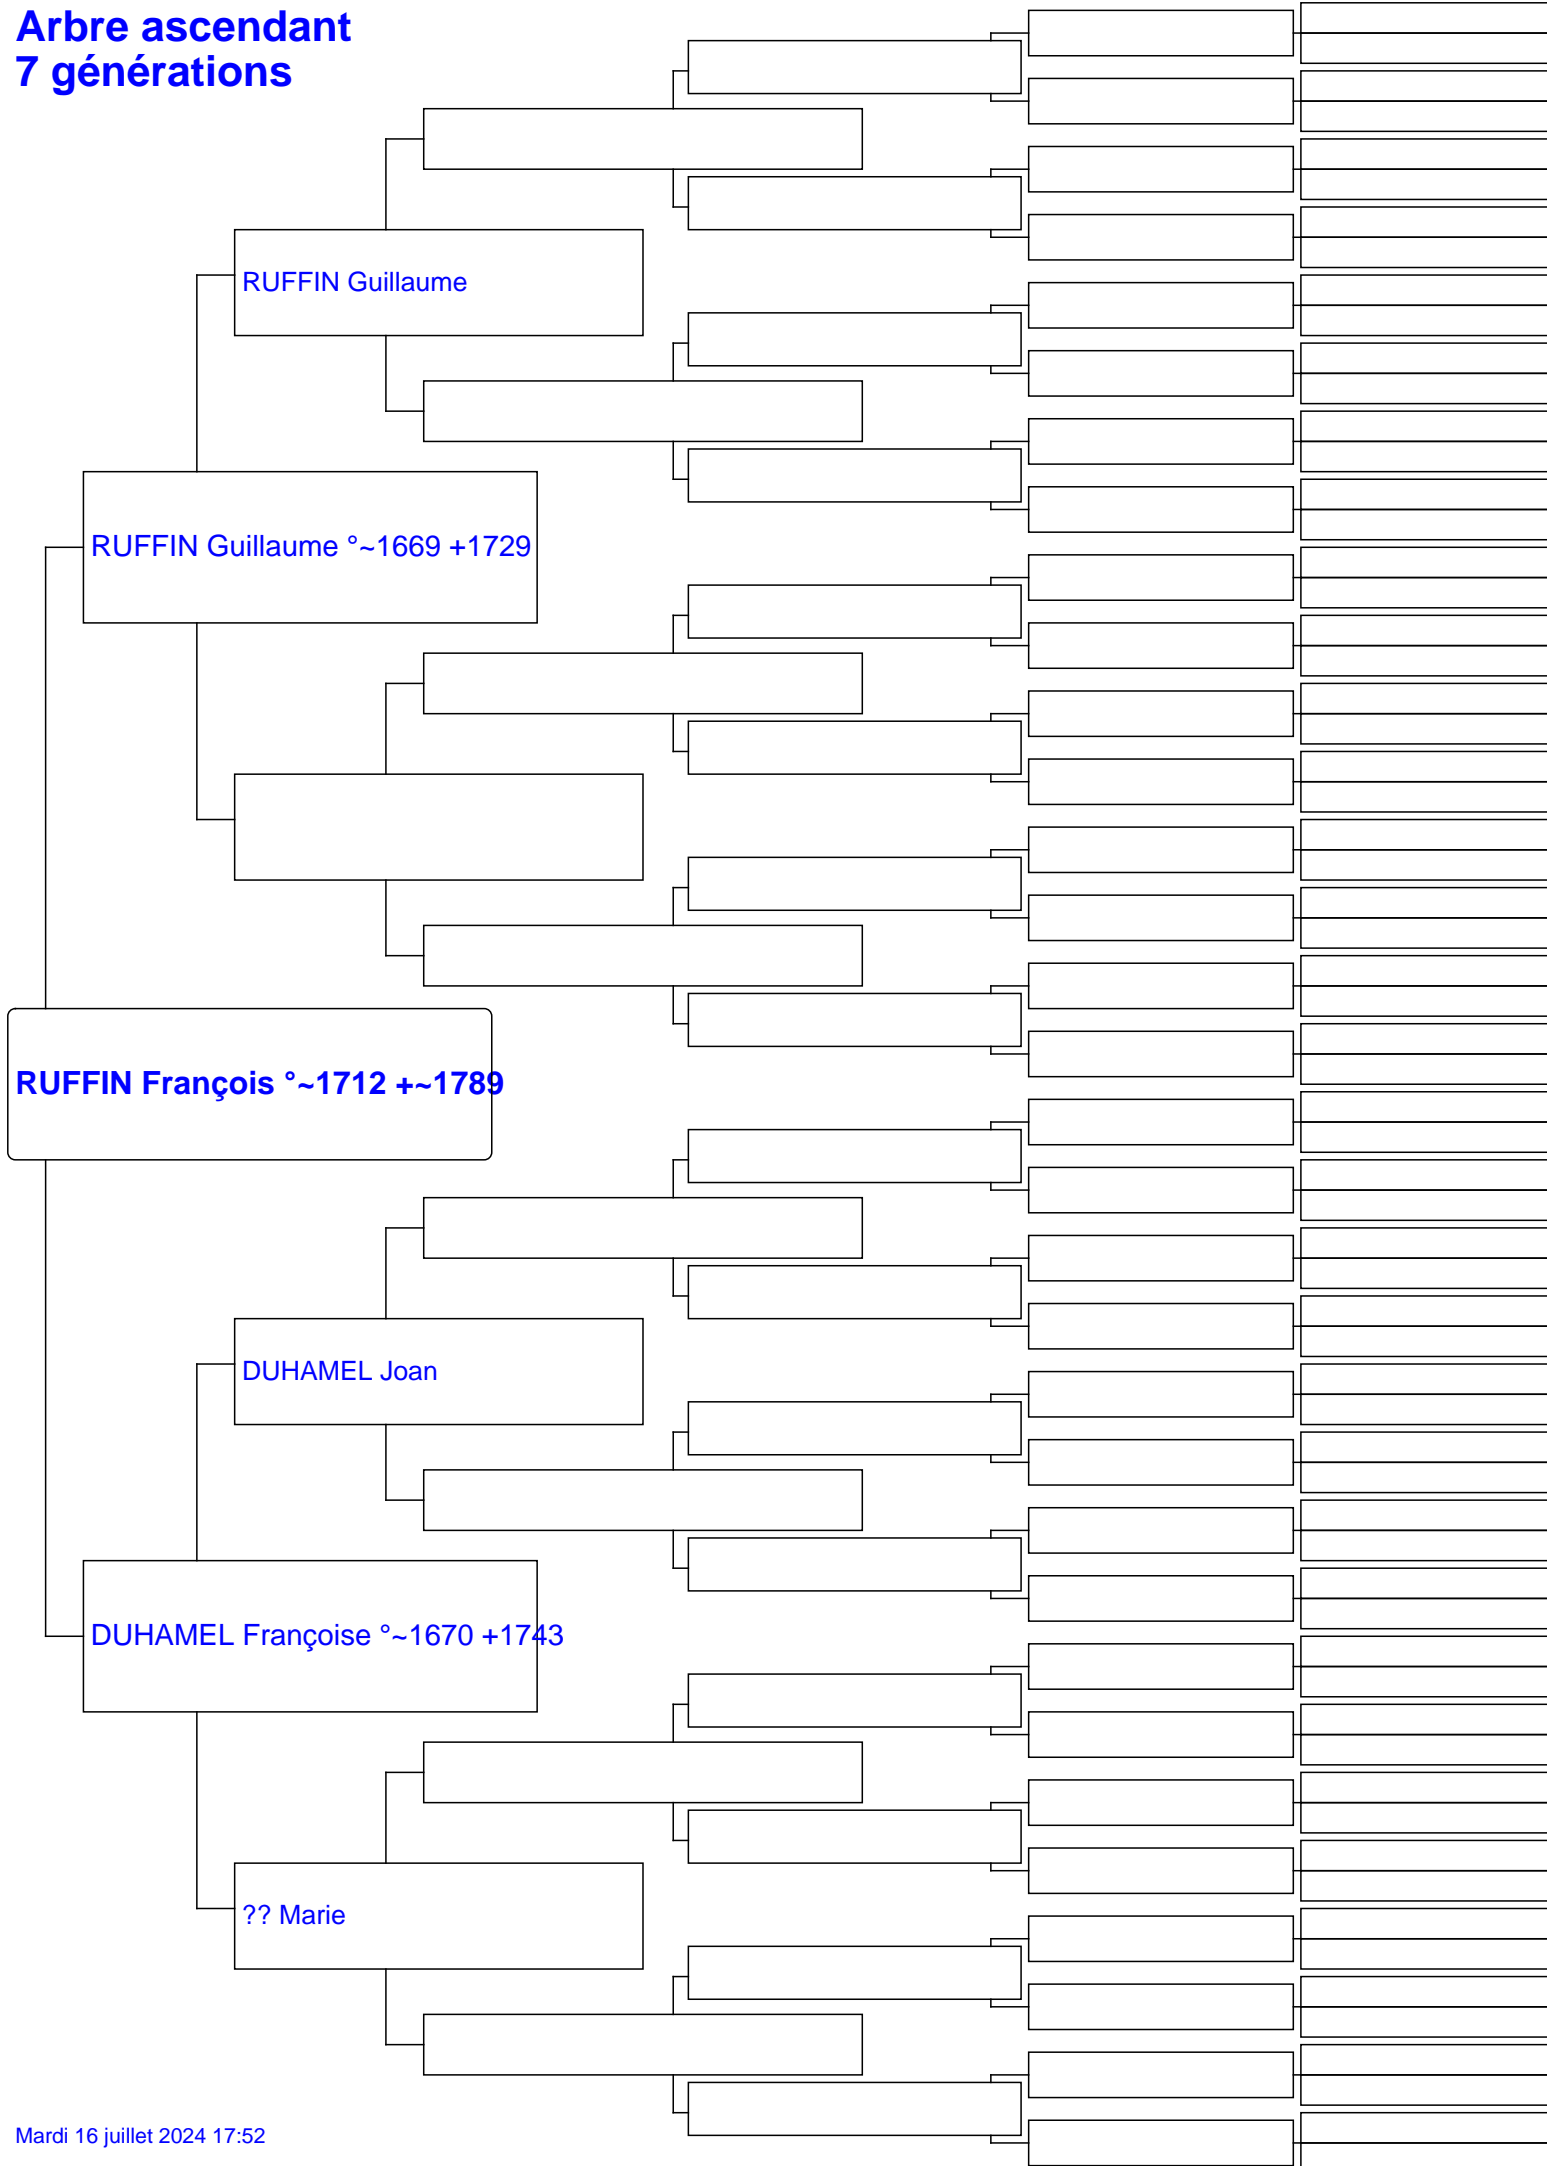 Arbre ascendant
7 générations
RUFFIN Guillaume
RUFFIN Guillaume °~1669 +1729
RUFFIN François °~1712 +~1789
DUHAMEL Joan
DUHAMEL Françoise °~1670 +1743
?? Marie
Mardi 16 juillet 2024 17:52